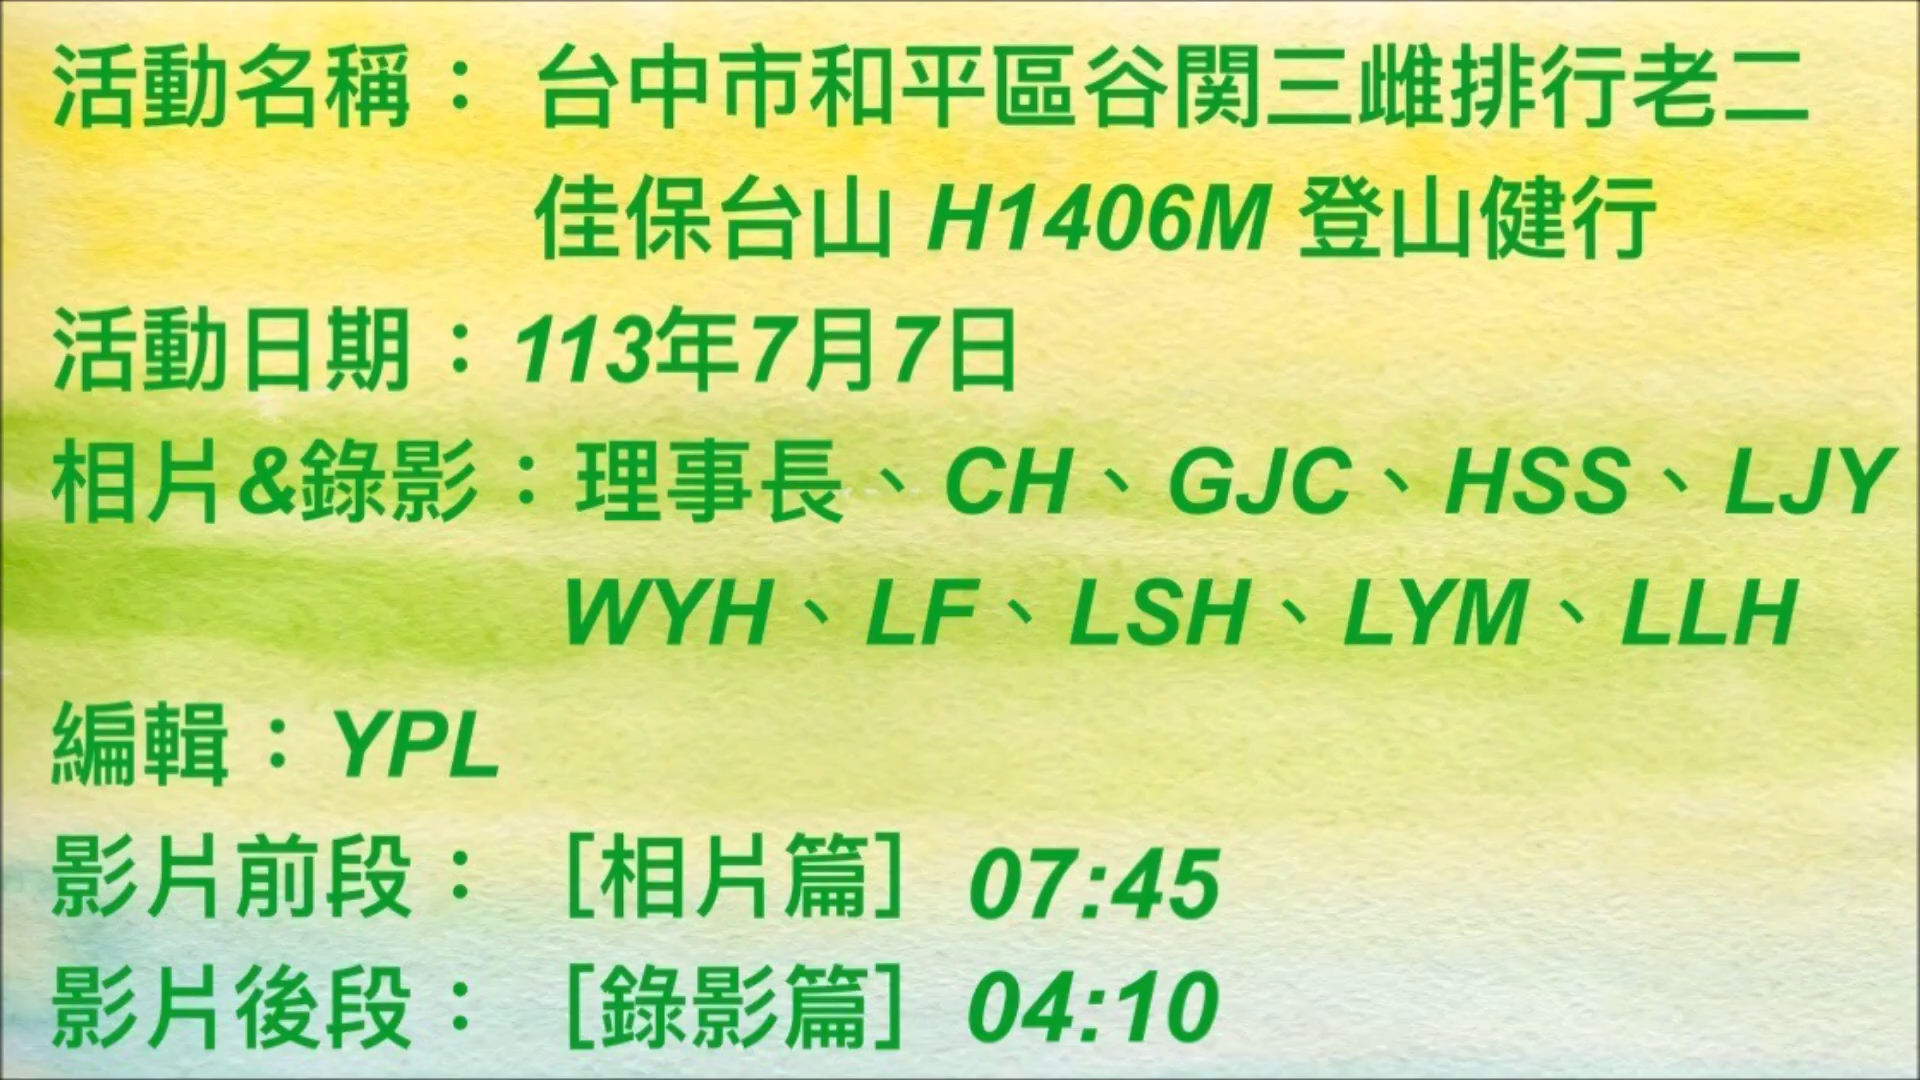 活動名稱： 台中市和平區谷関三雌排行老二
佳保台山 H1406M 登山健行
活動日期：113年7月7日
相片&錄影：理事長、CH、GJC、HSS、LJY
WYH、LF、LSH、LYM、LLH
編輯：YPL
影片前段： ［相片篇］ 07:45
影片後段： ［錄影篇］ 04:10